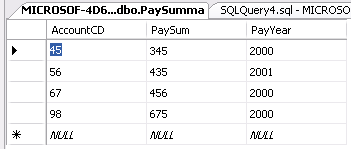 MICROSOF-4D6...dbo.PaySumma SQLQuery4.sql - MICROSO
AccountCD PaySum PayYear
45 345 2000
56 435 2001
67 456 2000
98 675 2000
NULL NULL NULL